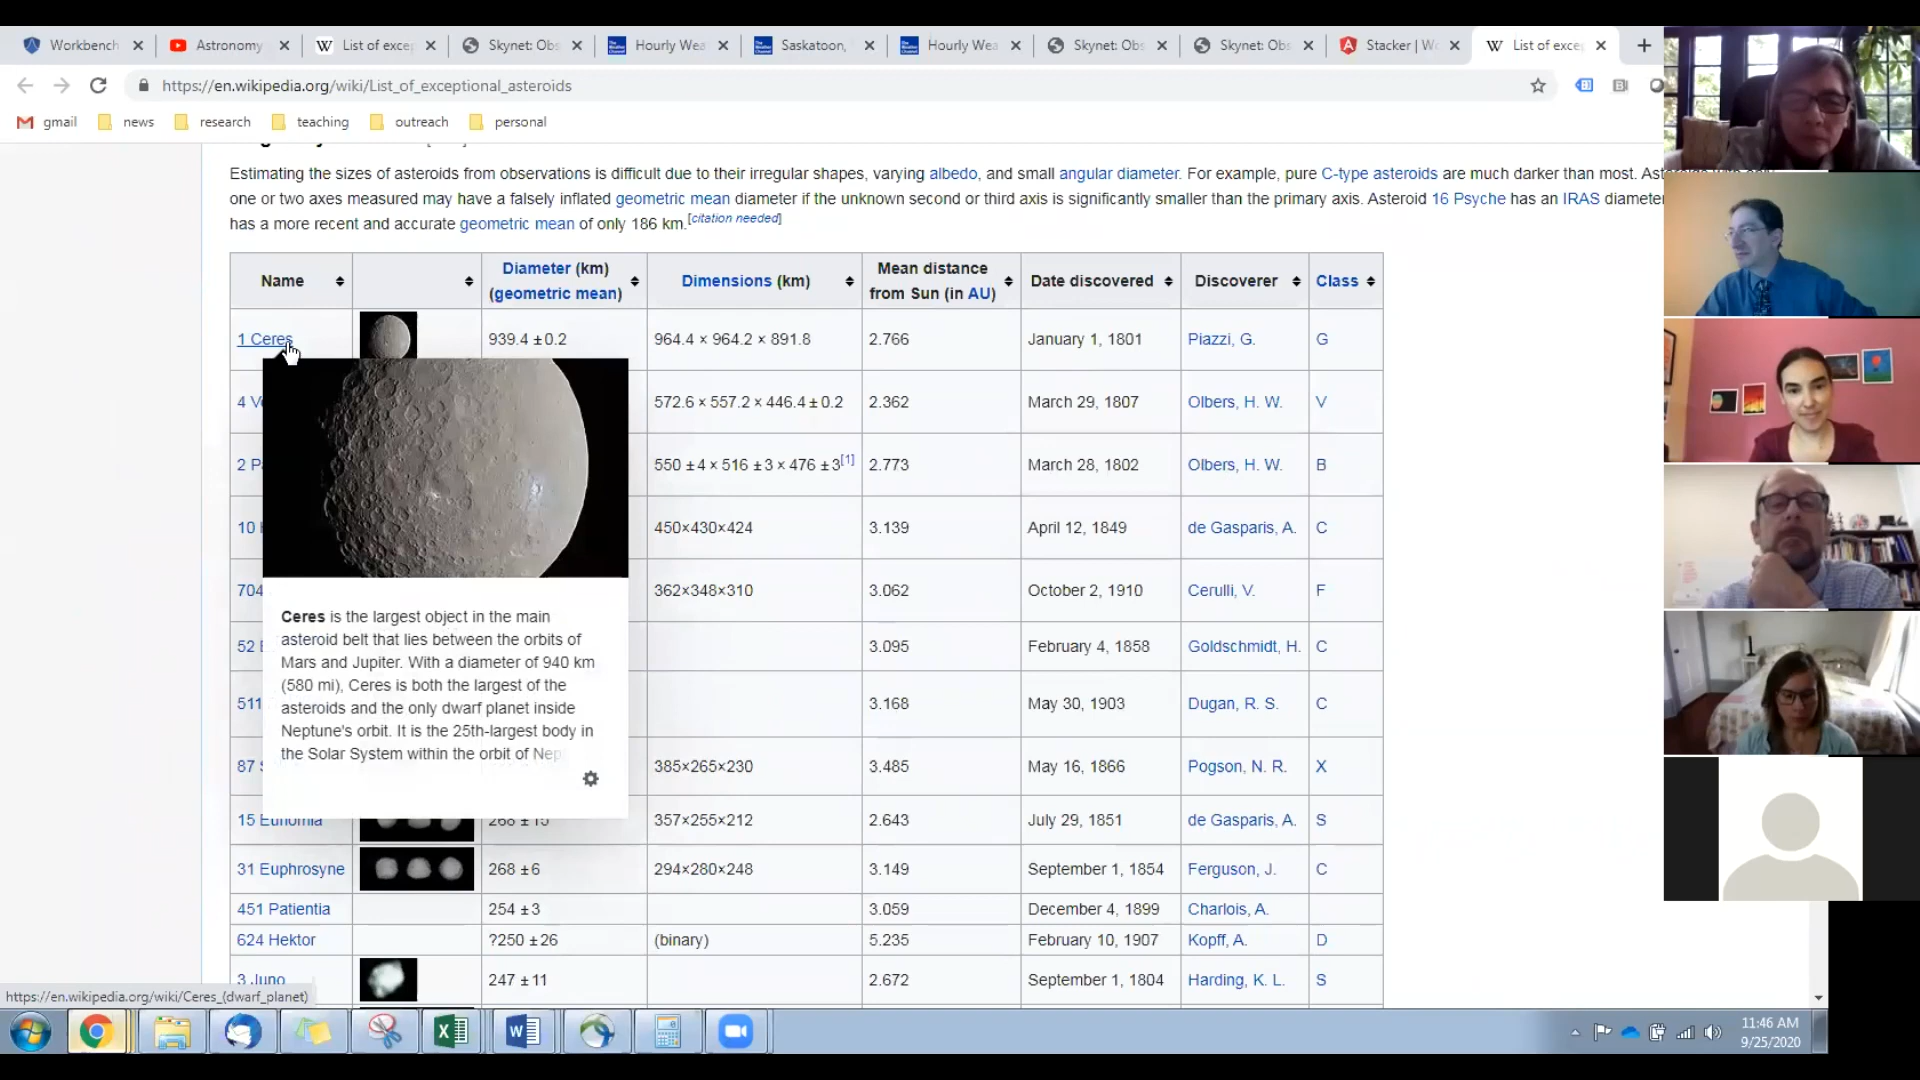 Workbench
Astronomy
List of exce
Skynet: Obs
Hourly Wea
Saskatoon,
Hourly Wea
Skynet: Obs
Skynet: Obs
Stacker | W
List of exce
https://en.wikipedia.org/wiki/List_of_exceptional_asteroids
gmail
news
research
teaching
outreach
personal
Estimating the sizes of asteroids from observations is difficult due to their irregular shapes, varying albedo, and small angular diameter. For example, pure C-type asteroids are much darker than most.
one or two axes measured may have a falsely inflated geometric mean diameter if the unknown second or third axis is significantly smaller than the primary axis. Asteroid 16 Psyche has an IRAS diameter
has a more recent and accurate geometric mean of only 186 km.[citation needed]
Name Diameter (km) (geometric mean) Dimensions (km) Mean distance from Sun (in AU) Date discovered Discoverer Class
1 Ceres 939.4 ±0.2 964.4 × 964.2 × 891.8 2.766 January 1, 1801 Piazzi, G. G
4 572.6 × 557.2 × 446.4 ±0.2 2.362 March 29, 1807 Olbers, H. W. V
2 550 ±4 × 516 ±3 × 476 ±3[1] 2.773 March 28, 1802 Olbers, H. W. B
10 450×430×424 3.139 April 12, 1849 de Gasparis, A. C
704 362×348×310 3.062 October 2, 1910 Cerulli, V. F
52 3.095 February 4, 1858 Goldschmidt, H. C
511 3.168 May 30, 1903 Dugan, R. S. C
87 385×265×230 3.485 May 16, 1866 Pogson, N. R. X
Ceres is the largest object in the main
asteroid belt that lies between the orbits of
Mars and Jupiter. With a diameter of 940 km
(580 mi), Ceres is both the largest of the
asteroids and the only dwarf planet inside
Neptune's orbit. It is the 25th-largest body in
the Solar System within the orbit of Nep
15 Eunomia 268 ± 15 357×255×212 2.643 July 29, 1851 de Gasparis, A. S
31 Euphrosyne 268 ±6 294×280×248 3.149 September 1, 1854 Ferguson, J. C
451 Patientia 254 ±3 3.059 December 4, 1899 Charlois, A.
624 Hektor ?250 ±26 (binary) 5.235 February 10, 1907 Kopff, A. D
3 Juno 247 ±11 2.672 September 1, 1804 Harding, K. L. S
https://en.wikipedia.org/wiki/Ceres_(dwarf_planet)
11:46 AM
9/25/2020